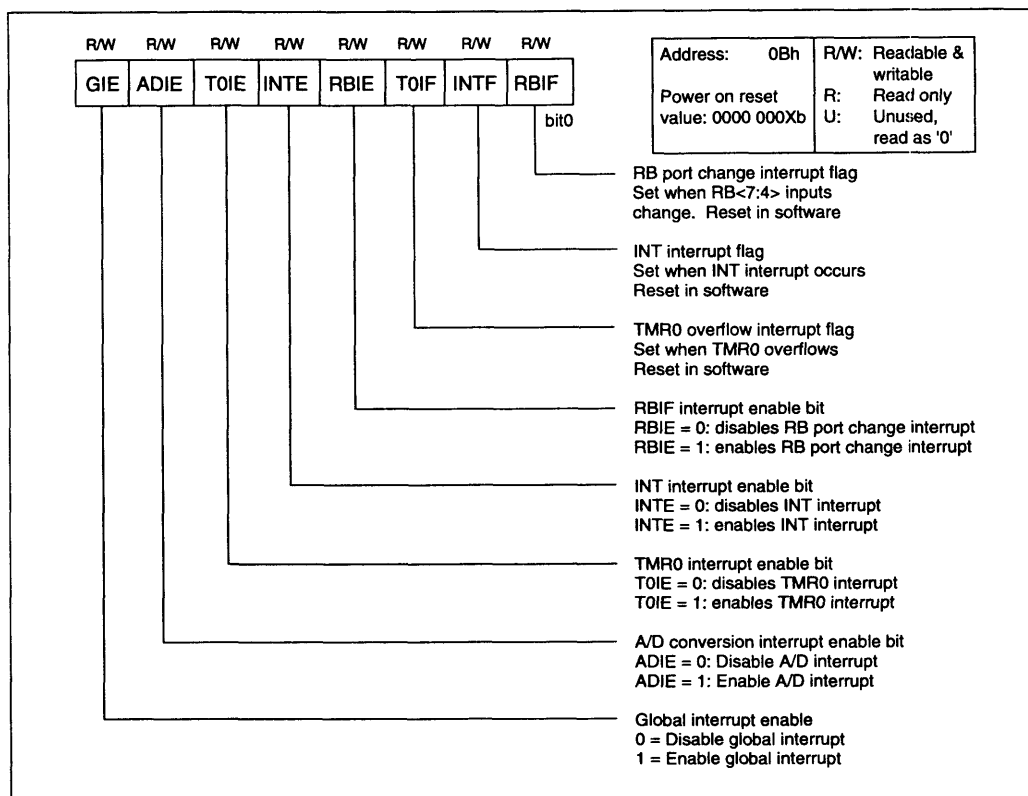 R/W R/W R/W R/W R/W R/W R/W R/W
GIE ADIE T0IE INTE RBIE T0IF INTF RBIF
bit0
Address: 0Bh
Power on reset
value: 0000 000Xb
R/W: Readable &
writable
R: Read only
U: Unused,
read as '0'
RB port change interrupt flag
Set when RB<7:4> inputs
change. Reset in software
INT interrupt flag
Set when INT interrupt occurs
Reset in software
TMR0 overflow interrupt flag
Set when TMR0 overflows
Reset in software
RBIF interrupt enable bit
RBIE = 0: disables RB port change interrupt
RBIE = 1: enables RB port change interrupt
INT interrupt enable bit
INTE = 0: disables INT interrupt
INTE = 1: enables INT interrupt
TMR0 interrupt enable bit
T0IE = 0: disables TMR0 interrupt
T0IE = 1: enables TMR0 interrupt
A/D conversion interrupt enable bit
ADIE = 0: Disable A/D interrupt
ADIE = 1: Enable A/D interrupt
Global interrupt enable
0 = Disable global interrupt
1 = Enable global interrupt